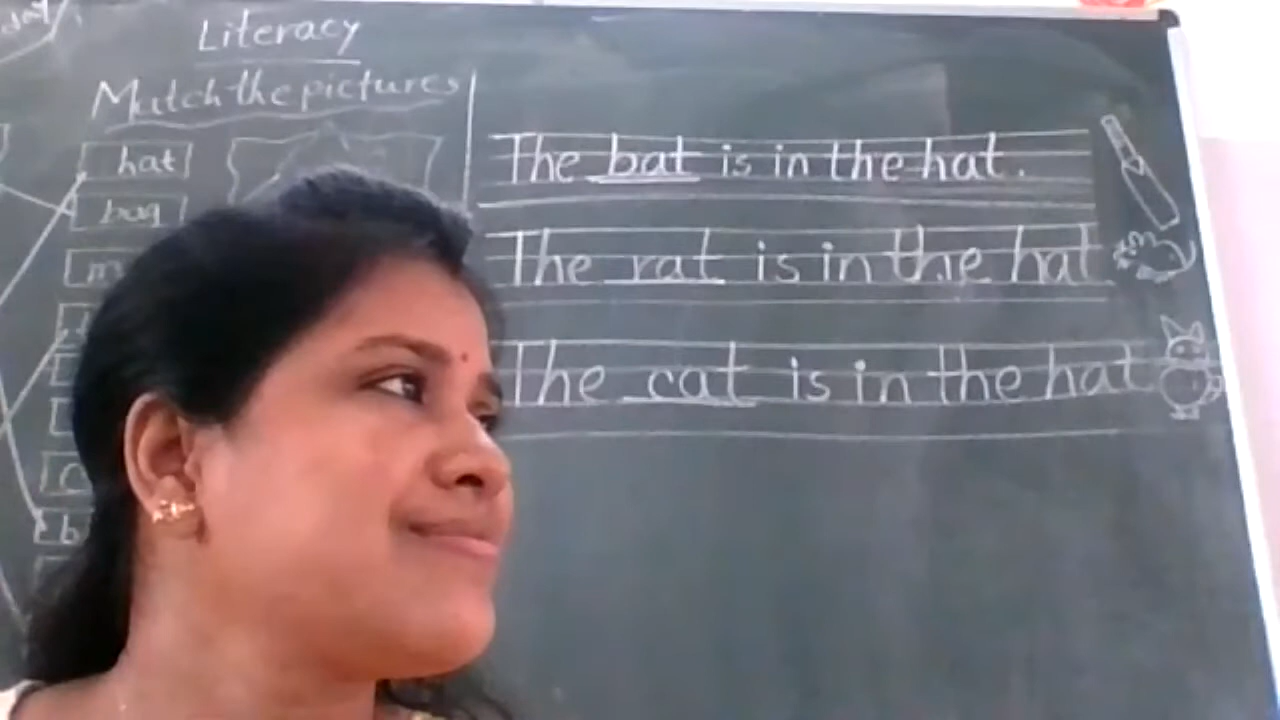 Literacy
Match the pictures
hat
bag
The bat is in the hat.
The rat is in the hat
The cat is in the hat